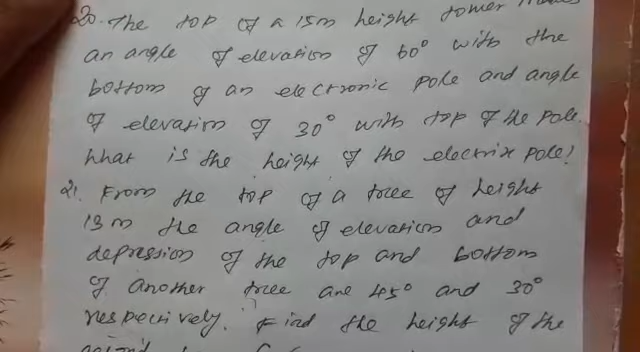 20. The top of a 15m height tower makes
an angle of elevation of 60° with the
bottom of an electronic pole and angle
of elevation of 30° with top of the pole.
What is the height of the electric pole?
21. From the top of a tree of height
13m the angle of elevation and
depression of the top and bottom
of another tree are 45° and 30°
respectively. Find the height of the